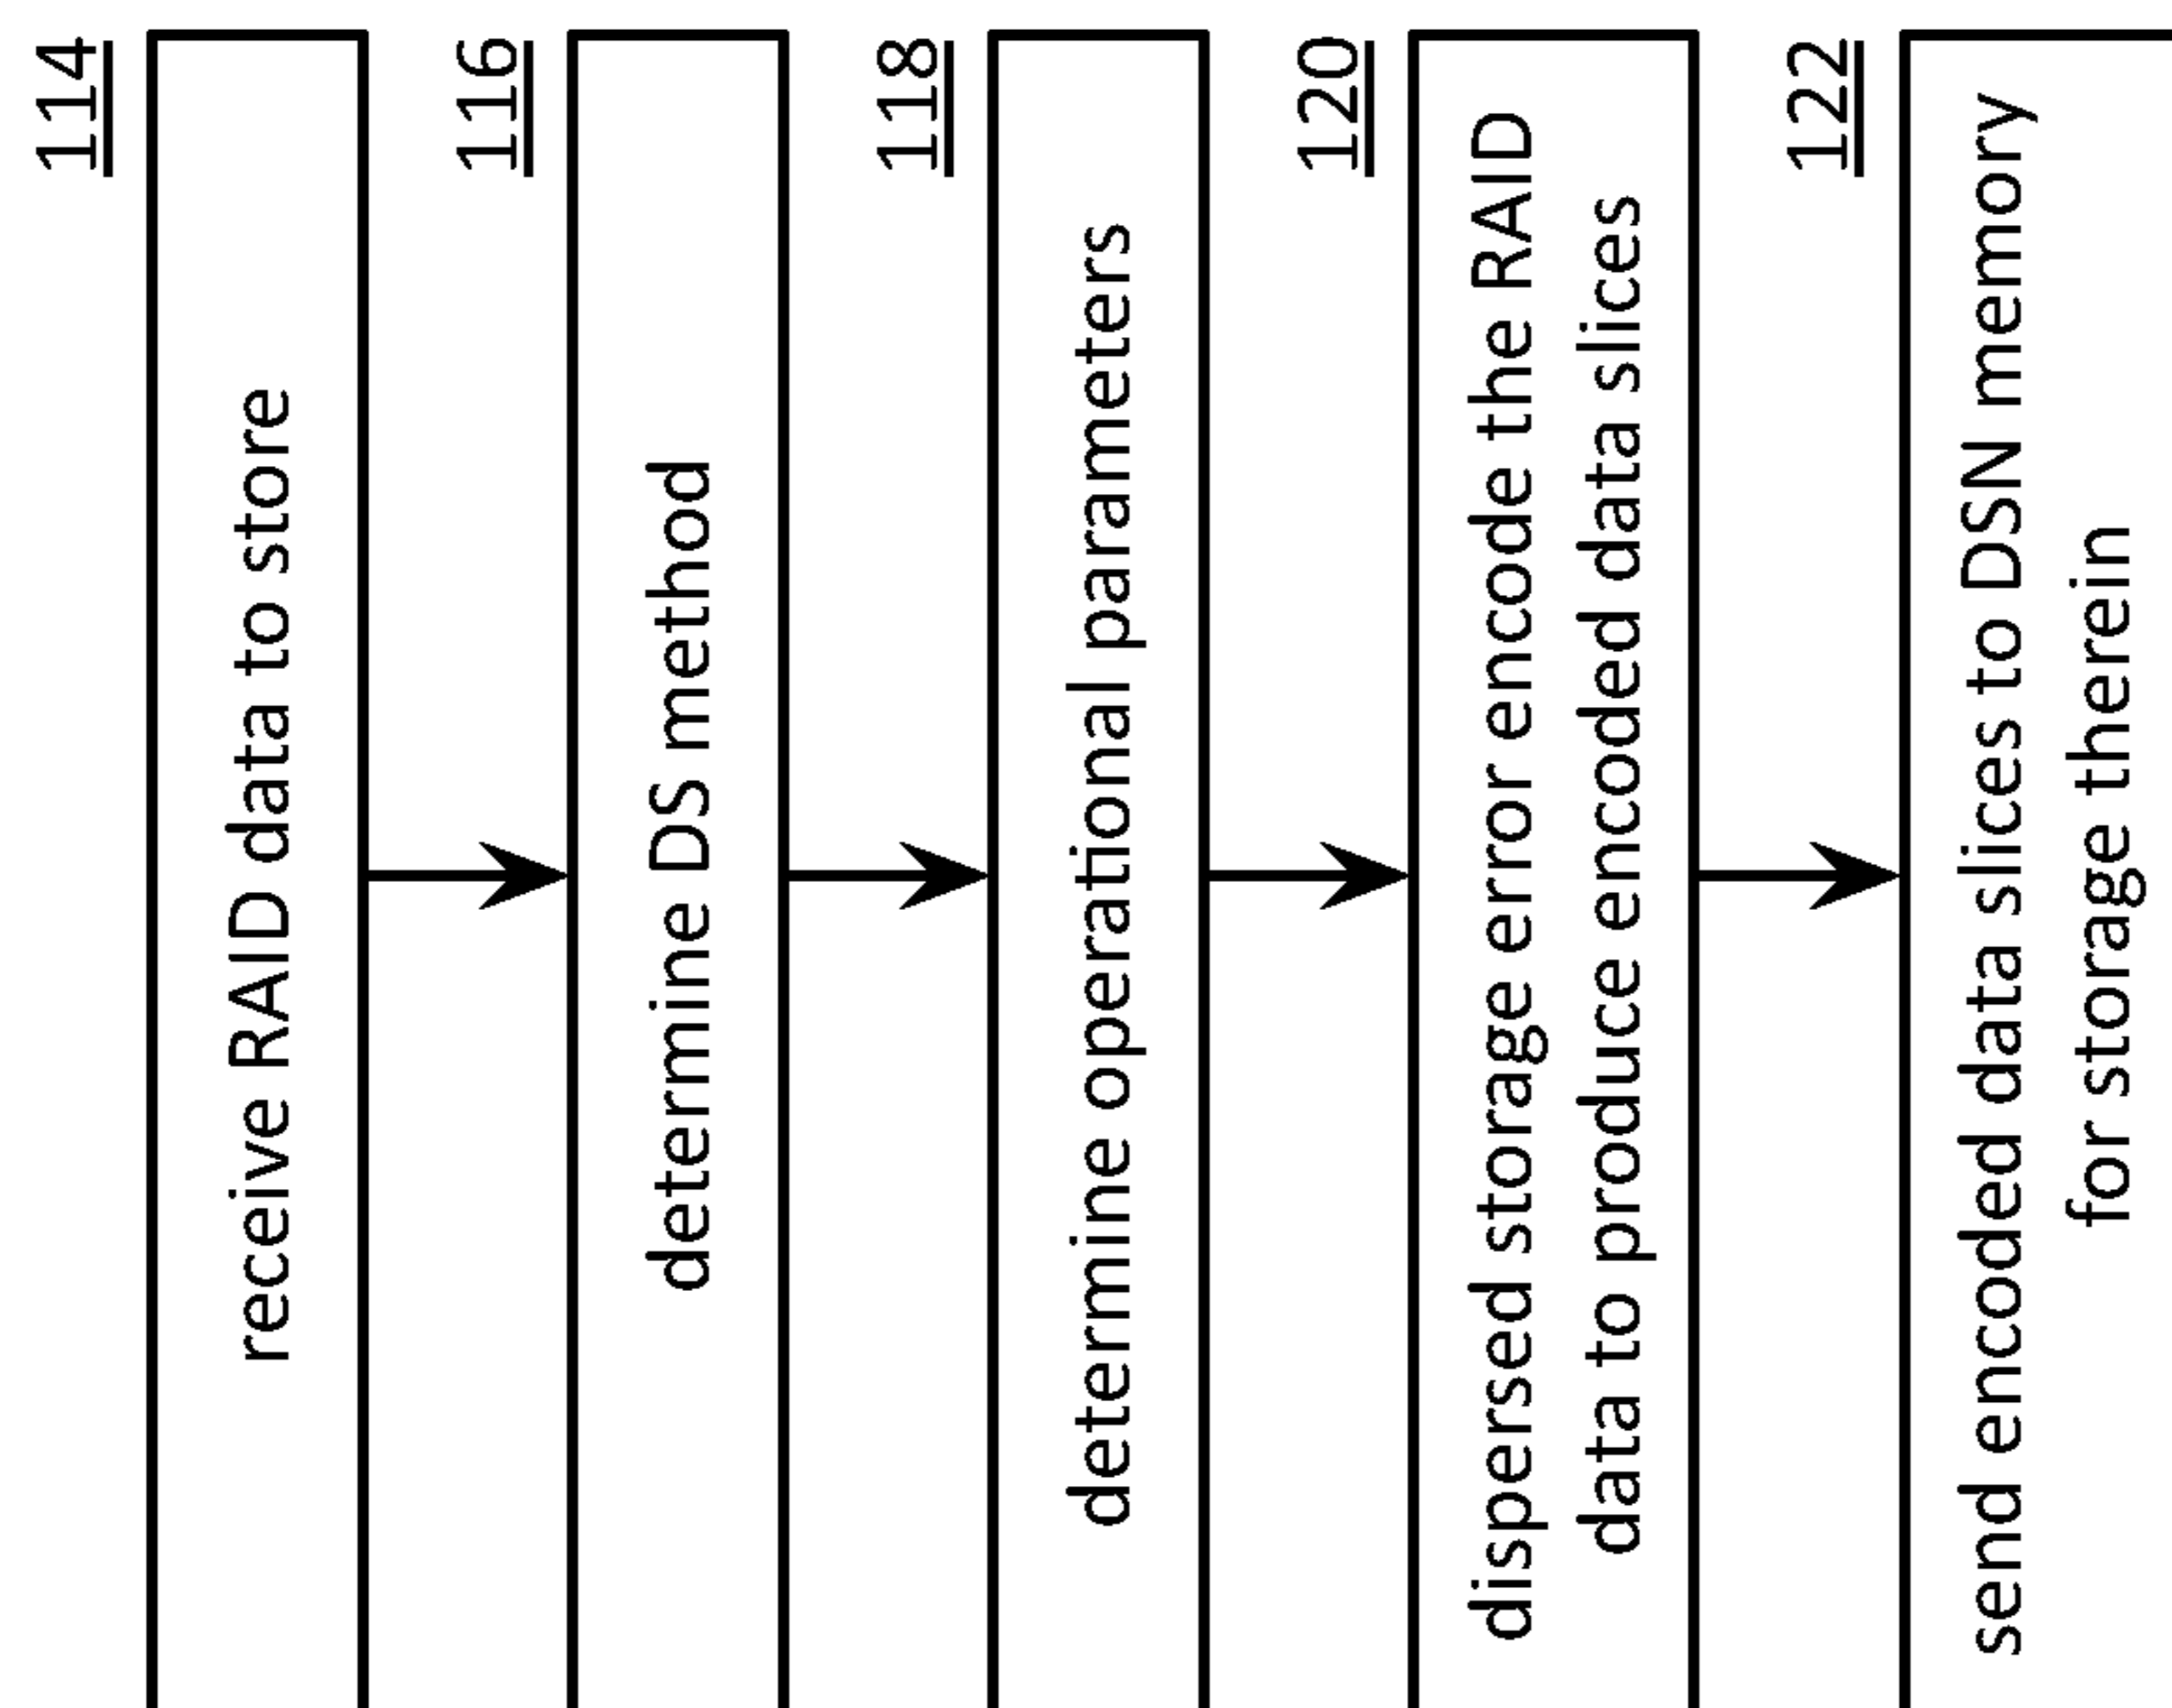 114
receive RAID data to store
116
determine DS method
118
determine operational parameters
120
dispersed storage error encode the RAID
data to produce encoded data slices
122
send encoded data slices to DSN memory
for storage therein